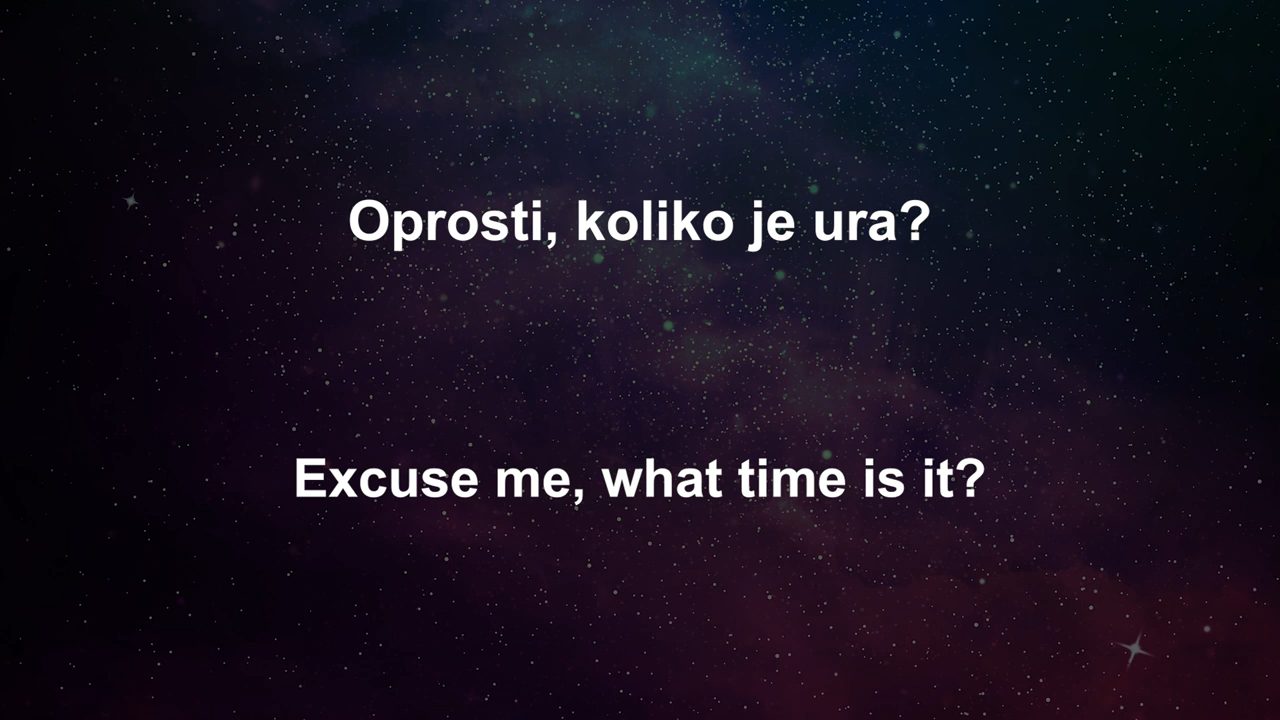 Oprosti, koliko je ura?
Excuse me, what time is it?